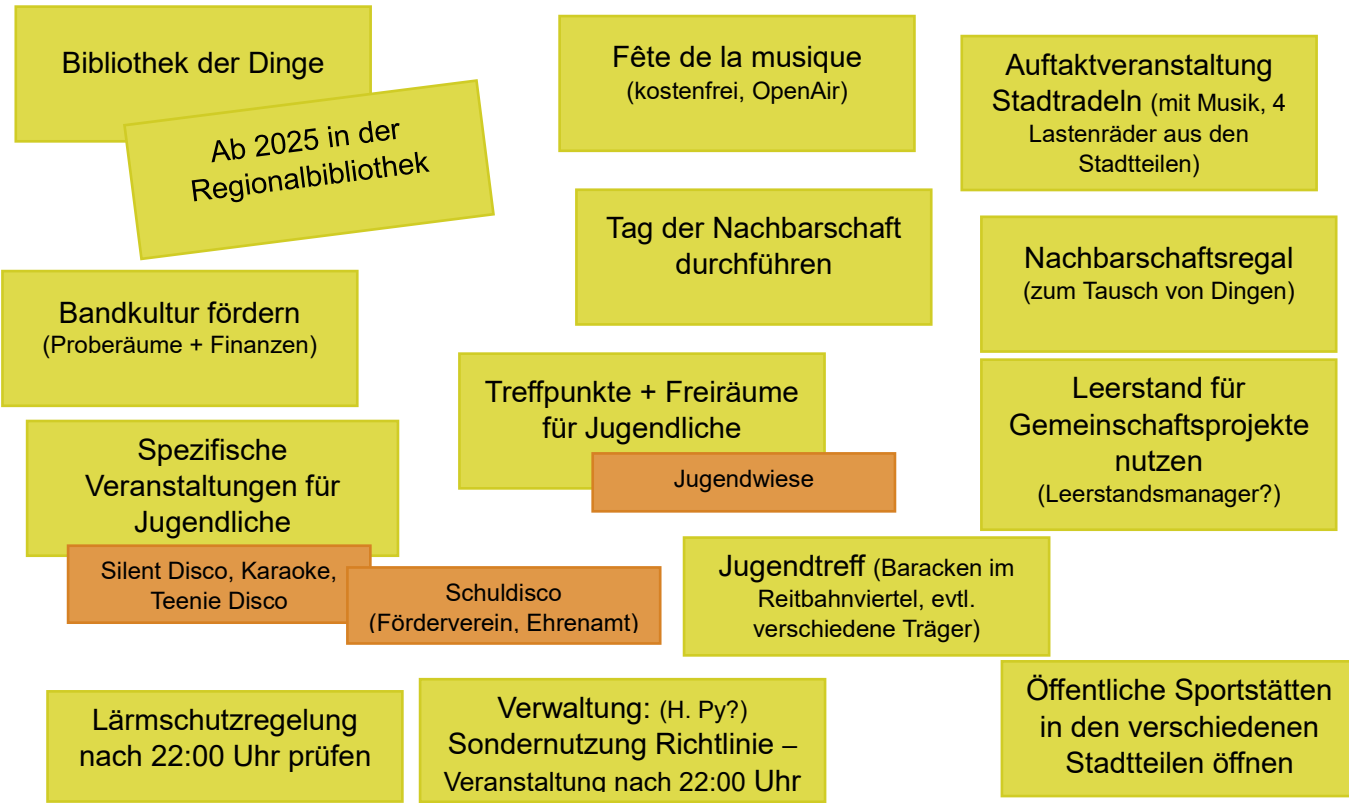 Bibliothek der Dinge
Ab 2025 in der
Regionalbibliothek
Fête de la musique
(kostenfrei, OpenAir)
Auftaktveranstaltung
Stadtradeln (mit Musik, 4
Lastenräder aus den
Stadtteilen)
Tag der Nachbarschaft
durchführen
Nachbarschaftsregal
(zum Tausch von Dingen)
Bandkultur fördern
(Proberäume + Finanzen)
Treffpunkte + Freiräume
für Jugendliche
Jugendwiese
Leerstand für
Gemeinschaftsprojekte
nutzen
(Leerstandsmanager?)
Spezifische
Veranstaltungen für
Jugendliche
Silent Disco, Karaoke,
Teenie Disco
Schuldisco
(Förderverein, Ehrenamt)
Jugendtreff (Baracken im
Reitbahnviertel, evtl.
verschiedene Träger)
Lärmschutzregelung
nach 22:00 Uhr prüfen
Verwaltung: (H. Py?)
Sondernutzung Richtlinie –
Veranstaltung nach 22:00 Uhr
Öffentliche Sportstätten
in den verschiedenen
Stadtteilen öffnen